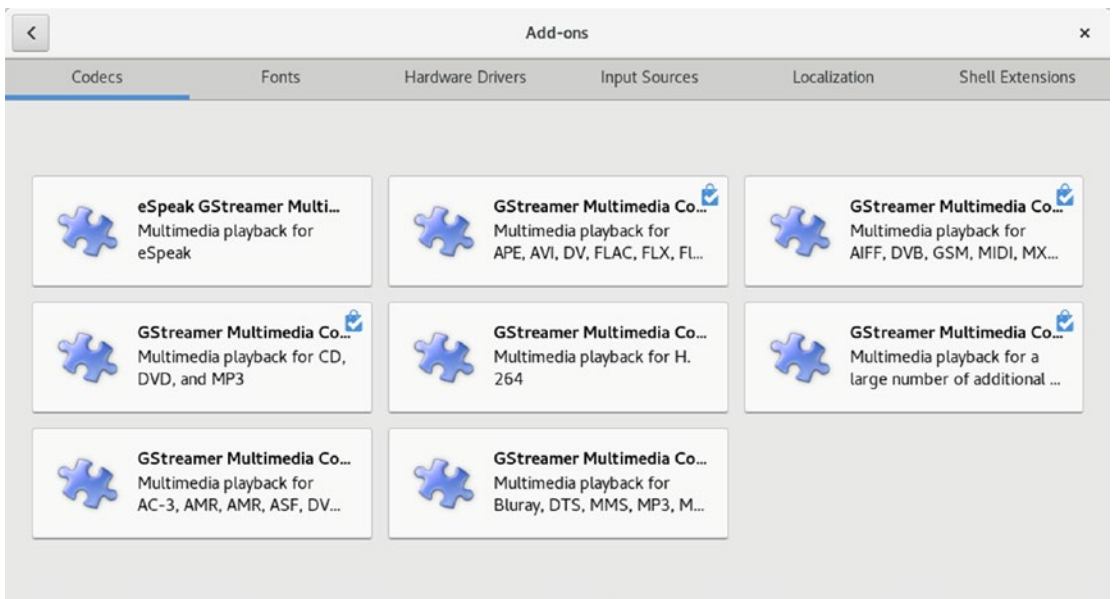 Add-ons
Codecs Fonts Hardware Drivers Input Sources Localization Shell Extensions
eSpeak GStreamer Multi...
Multimedia playback for
eSpeak
GStreamer Multimedia Co...
Multimedia playback for
APE, AVI, DV, FLAC, FLX, Fl...
GStreamer Multimedia Co...
Multimedia playback for
AIFF, DVB, GSM, MIDI, MX...
GStreamer Multimedia Co...
Multimedia playback for CD,
DVD, and MP3
GStreamer Multimedia Co...
Multimedia playback for H.
264
GStreamer Multimedia Co...
Multimedia playback for a
large number of additional ...
GStreamer Multimedia Co...
Multimedia playback for
AC-3, AMR, AMR, ASF, DV...
GStreamer Multimedia Co...
Multimedia playback for
Bluray, DTS, MMS, MP3, M...